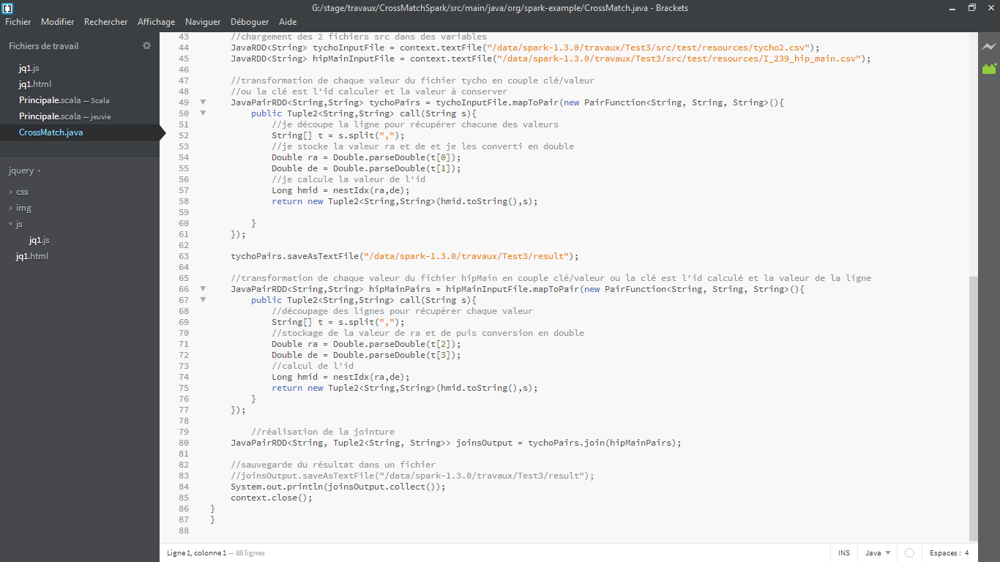 G:/stage/travaux/CrossMatchSpark/src/main/java/org/spark-example/CrossMatch.java - Brackets
Fichier Modifier Rechercher Affichage Naviguer Déboguer Aide
Fichiers de travail
jq1.js
jq1.html
Principale.scala — Scala
Principale.scala — jeuvie
CrossMatch.java
jquery
css
img
js
jq1.js
jq1.html
43 //chargement des 2 fichiers src dans des variables
44 JavaRDD<String> tychoInputFile = context.textFile("/data/spark-1.3.0/travaux/Test3/src/test/resources/tycho2.csv");
45 JavaRDD<String> hipMainInputFile = context.textFile("/data/spark-1.3.0/travaux/Test3/src/test/resources/I_239_hip_main.csv");
46
47 //transformation de chaque valeur du fichier tycho en couple clé/valeur
48 //ou la clé est l'id calculer et la valeur à conserver
49 JavaPairRDD<String,String> tychoPairs = tychoInputFile.mapToPair(new PairFunction<String, String, String>(){
50 public Tuple2<String,String> call(String s){
51 //je découpe la ligne pour récupérer chacune des valeurs
52 String[] t = s.split(",");
53 //je stocke la valeur ra et de et je les converti en double
54 Double ra = Double.parseDouble(t[0]);
55 Double de = Double.parseDouble(t[1]);
56 //je calcule la valeur de l'id
57 Long hmid = nestIdx(ra,de);
58 return new Tuple2<String,String>(hmid.toString(),s);
59
60 }
61 });
62
63 tychoPairs.saveAsTextFile("/data/spark-1.3.0/travaux/Test3/result");
64
65 //transformation de chaque valeur du fichier hipMain en couple clé/valeur ou la clé est l'id calculé et la valeur de la ligne
66 JavaPairRDD<String,String> hipMainPairs = hipMainInputFile.mapToPair(new PairFunction<String, String, String>(){
67 public Tuple2<String,String> call(String s){
68 //découpage des lignes pour récupérer chaque valeur
69 String[] t = s.split(",");
70 //stockage de la valeur de ra et de puis conversion en double
71 Double ra = Double.parseDouble(t[2]);
72 Double de = Double.parseDouble(t[3]);
73 //calcul de l'id
74 Long hmid = nestIdx(ra,de);
75 return new Tuple2<String,String>(hmid.toString(),s);
76 }
77 });
78
79 //réalisation de la jointure
80 JavaPairRDD<String, Tuple2<String, String>> joinsOutput = tychoPairs.join(hipMainPairs);
81
82 //sauvegarde du résultat dans un fichier
83 //joinsOutput.saveAsTextFile("/data/spark-1.3.0/travaux/Test3/result");
84 System.out.println(joinsOutput.collect());
85 context.close();
86 }
87 }
88
Ligne 1, colonne 1 — 88 lignes
INS Java Espaces : 4